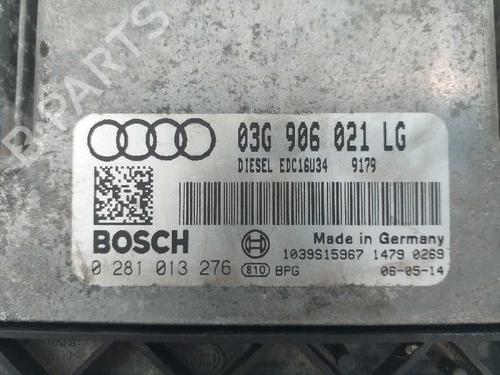 B PARTS
03G 906 021 LG
DIESEL EDC16U34 9179
BOSCH
Made in Germany
0 281 013 276 810 BPG
1039S15967 1479 0269
06-05-14